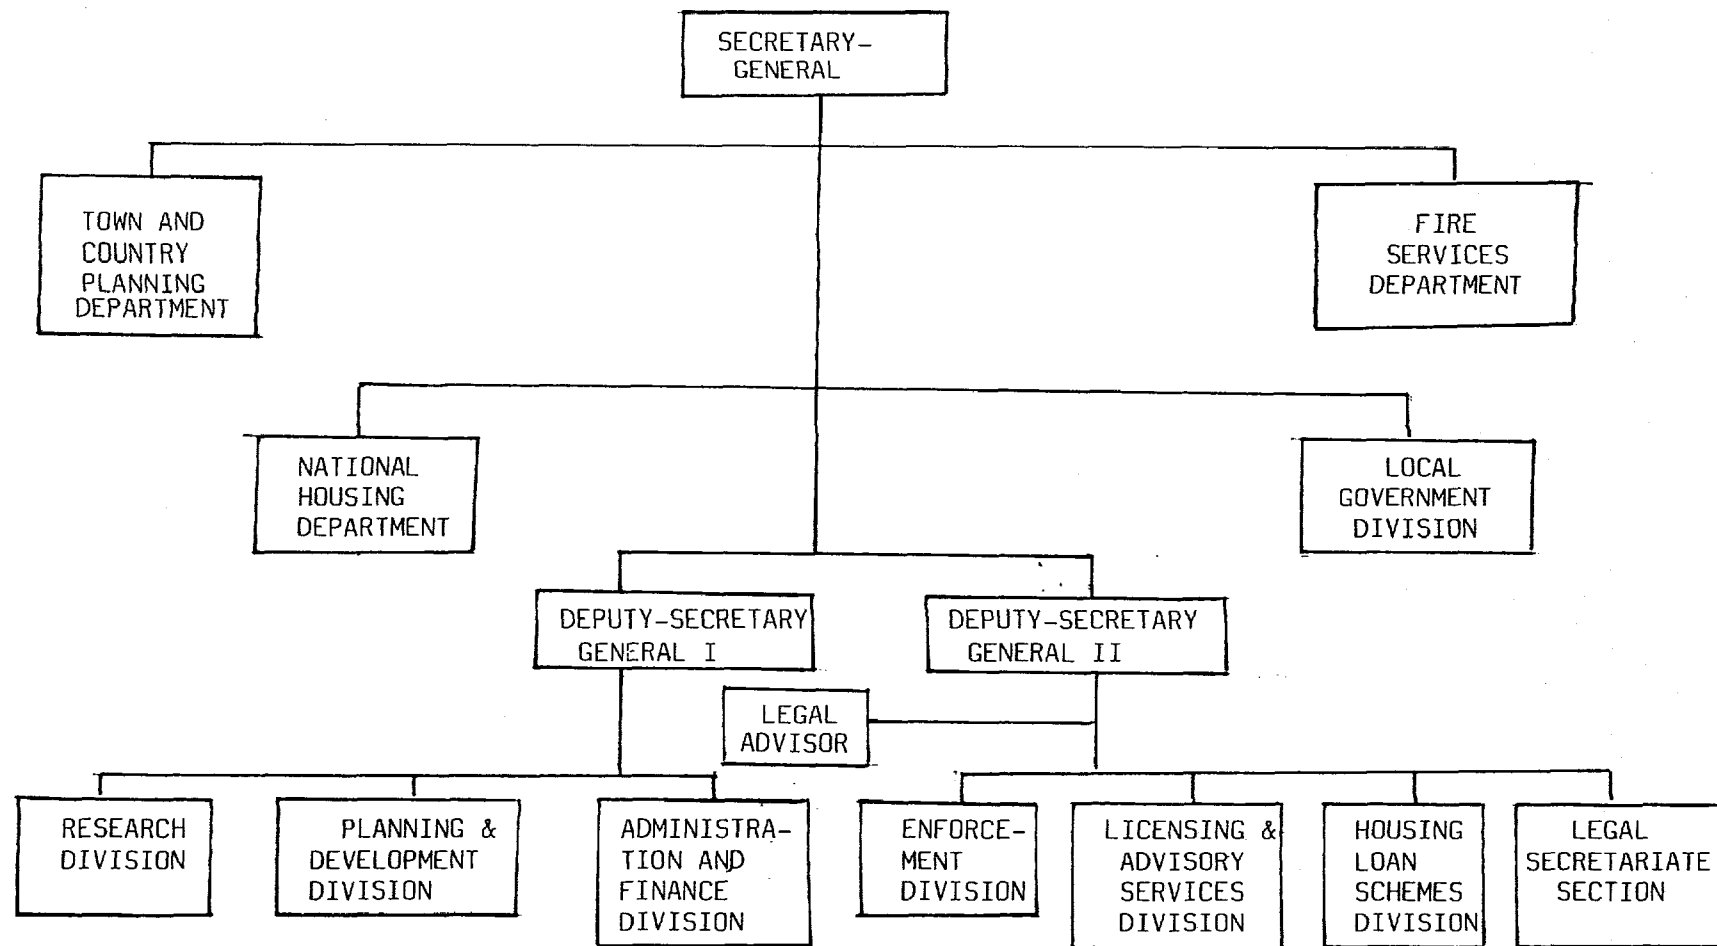 SECRETARY-
GENERAL
TOWN AND
COUNTRY
PLANNING
DEPARTMENT
FIRE
SERVICES
DEPARTMENT
NATIONAL
HOUSING
DEPARTMENT
LOCAL
GOVERNMENT
DIVISION
DEPUTY-SECRETARY
GENERAL I
DEPUTY-SECRETARY
GENERAL II
LEGAL
ADVISOR
RESEARCH
DIVISION
PLANNING &
DEVELOPMENT
DIVISION
ADMINISTRA-
TION AND
FINANCE
DIVISION
ENFORCE-
MENT
DIVISION
LICENSING &
ADVISORY
SERVICES
DIVISION
HOUSING
LOAN
SCHEMES
DIVISION
LEGAL
SECRETARIATE
SECTION